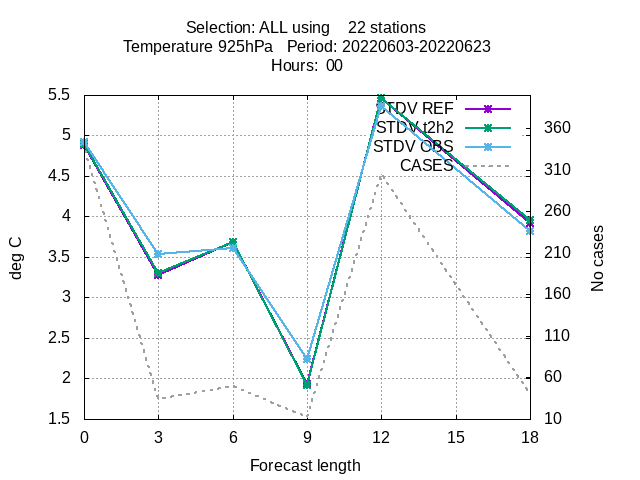 Selection: ALL using 22 stations
Temperature 925hPa Period: 20220603-20220623
Hours: 00
5.5
5
4.5
4
3.5
3
2.5
2
1.5
deg C
STDV REF
STDV t2h2
STDV OBS
CASES
360
310
260
210
160
110
60
10
No cases
0 3 6 9 12 15 18
Forecast length